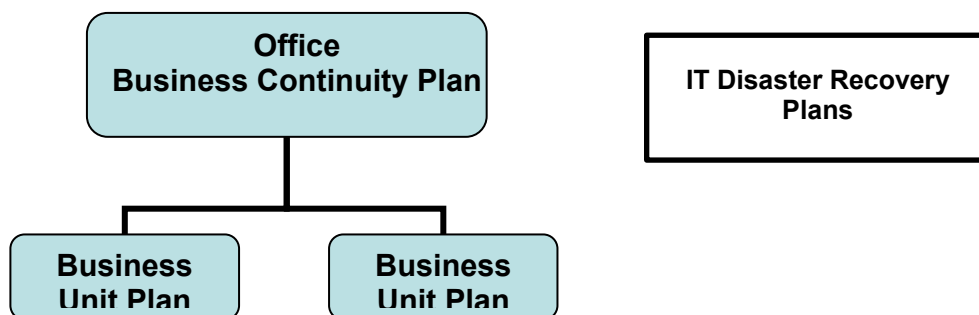 Office
Business Continuity Plan
IT Disaster Recovery
Plans
Business
Unit Plan
Business
Unit Plan